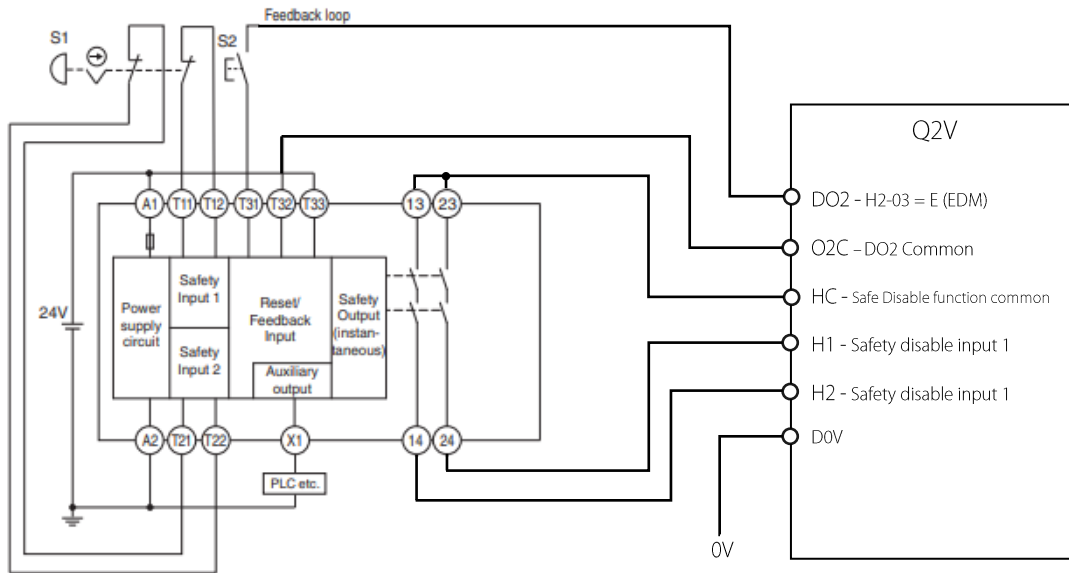 Feedback loop
S1
S2
Q2V
A1
T11
T12
T31
T32
T33
13
23
DO2 - H2-03 = E (EDM)
O2C – DO2 Common
HC - Safe Disable function common
H1 - Safety disable input 1
H2 - Safety disable input 1
D0V
24V
Power
supply
circuit
Safety
Input 1
Safety
Input 2
Reset/
Feedback
Input
Auxiliary
output
Safety
Output
(instan-
taneous)
A2
T21
T22
X1
14
24
PLC etc.
0V